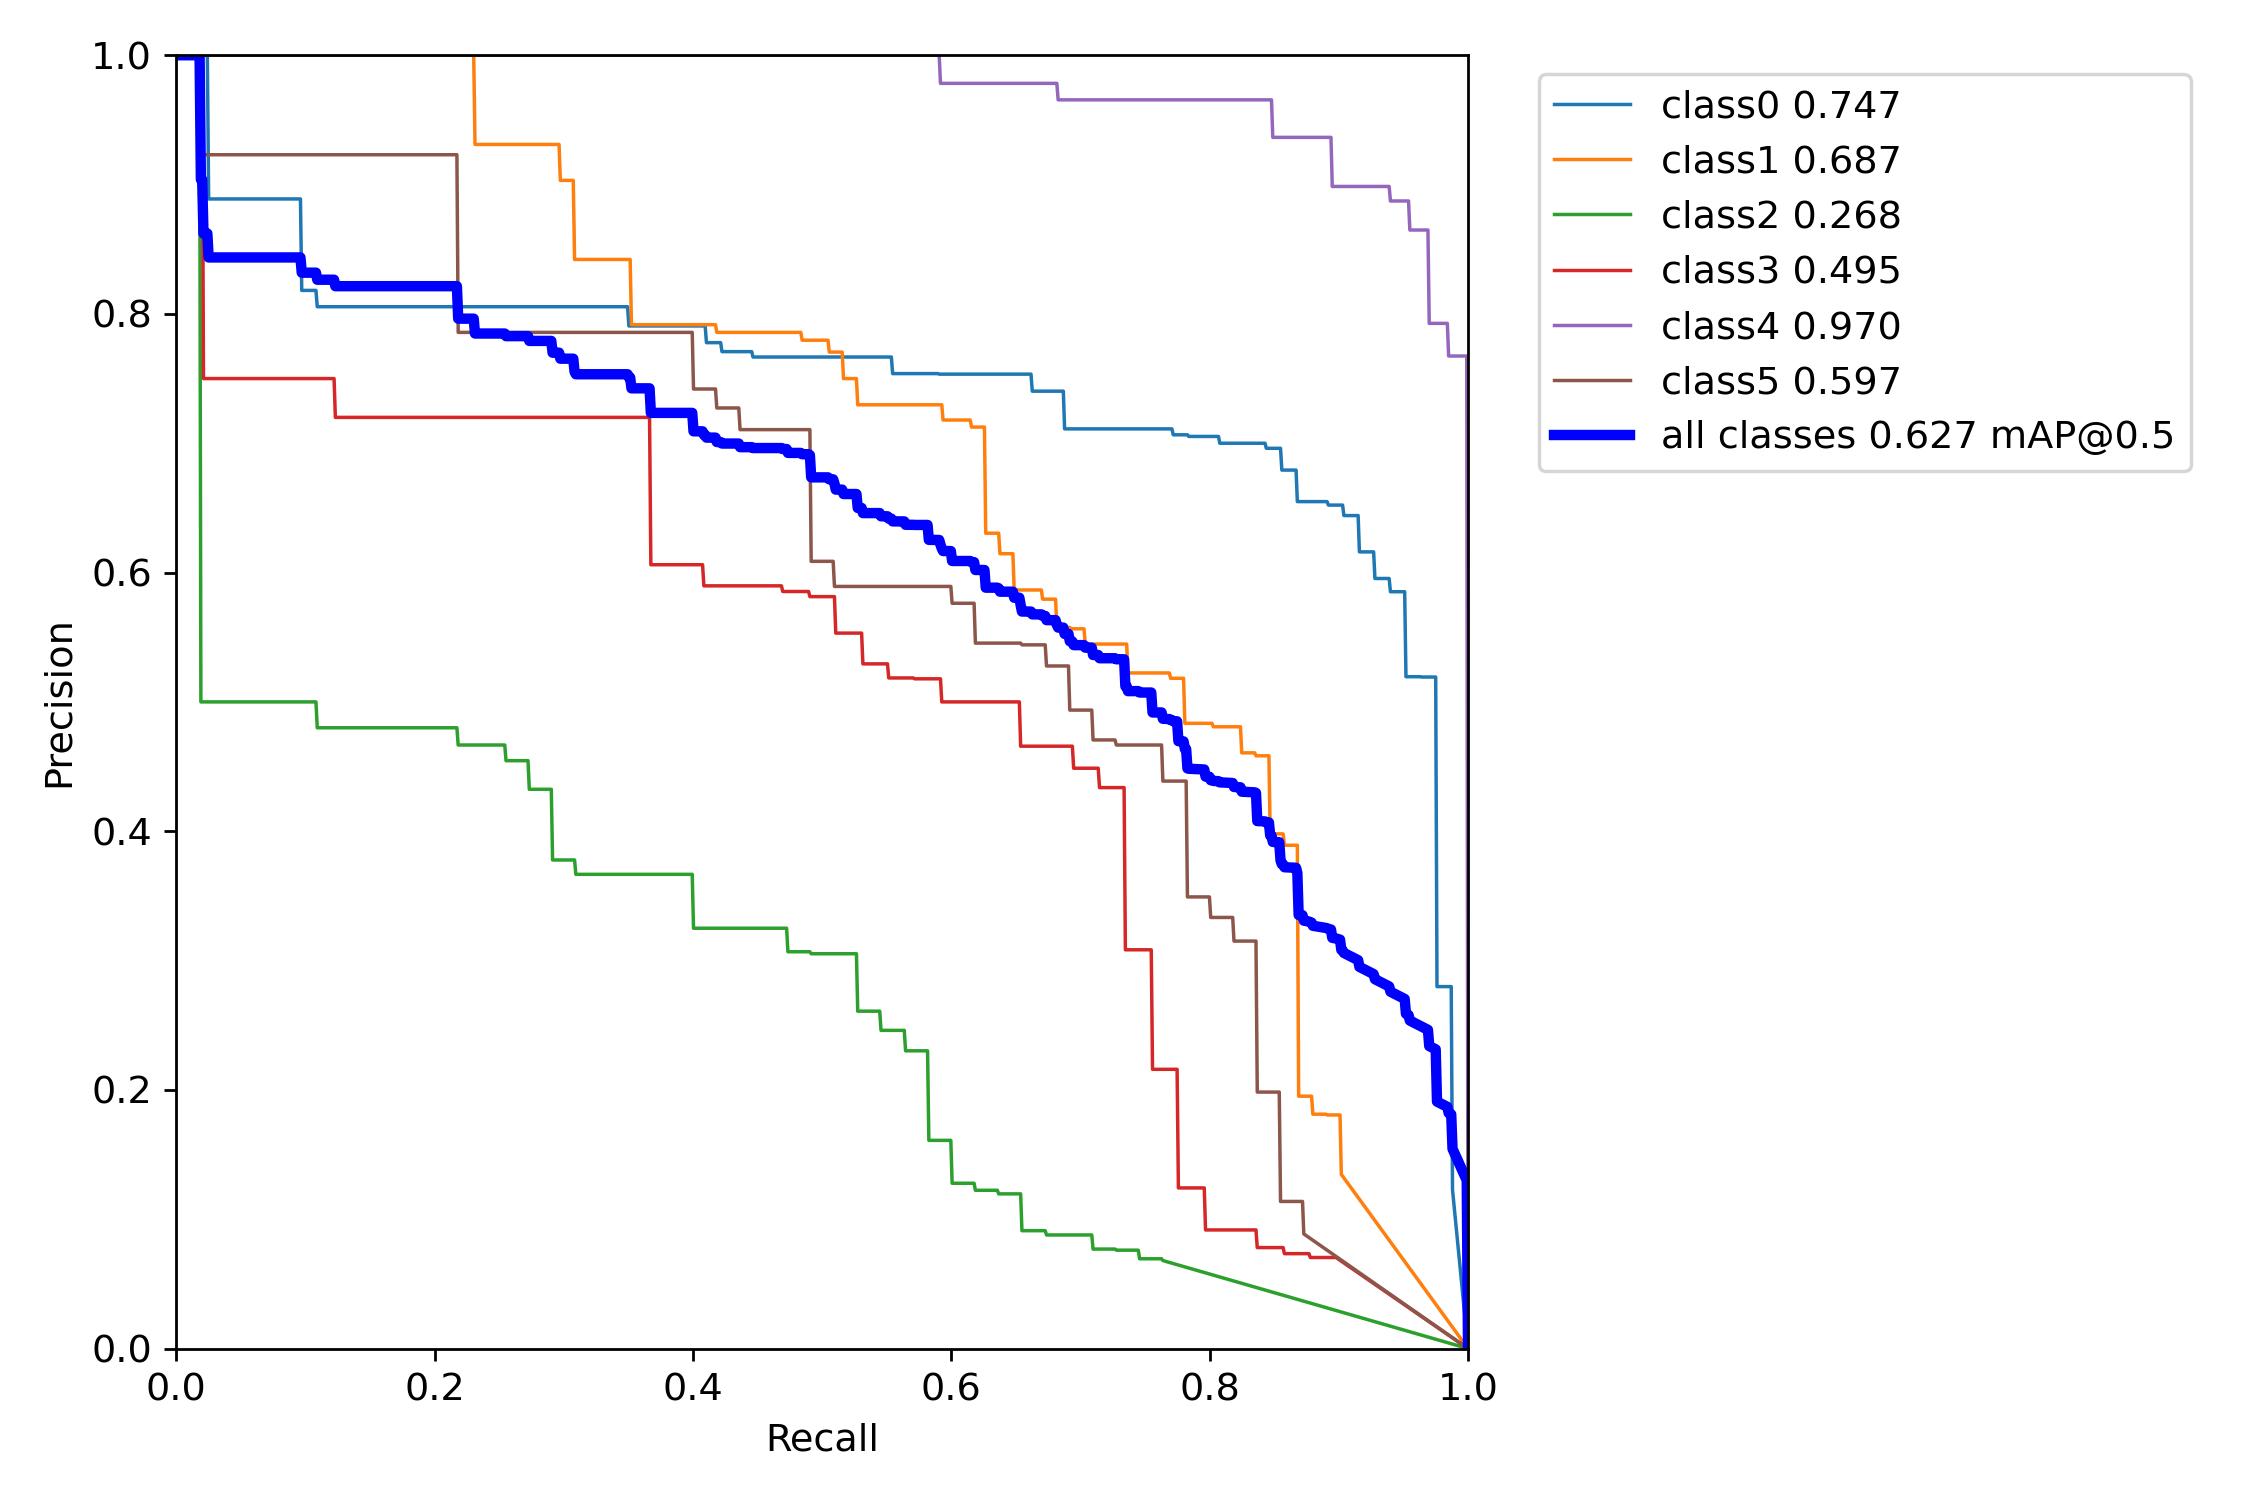 1.0
0.8
0.6
0.4
0.2
0.0
Precision
0.0 0.2 0.4 0.6 0.8 1.0
Recall
class0 0.747
class1 0.687
class2 0.268
class3 0.495
class4 0.970
class5 0.597
all classes 0.627 mAP@0.5